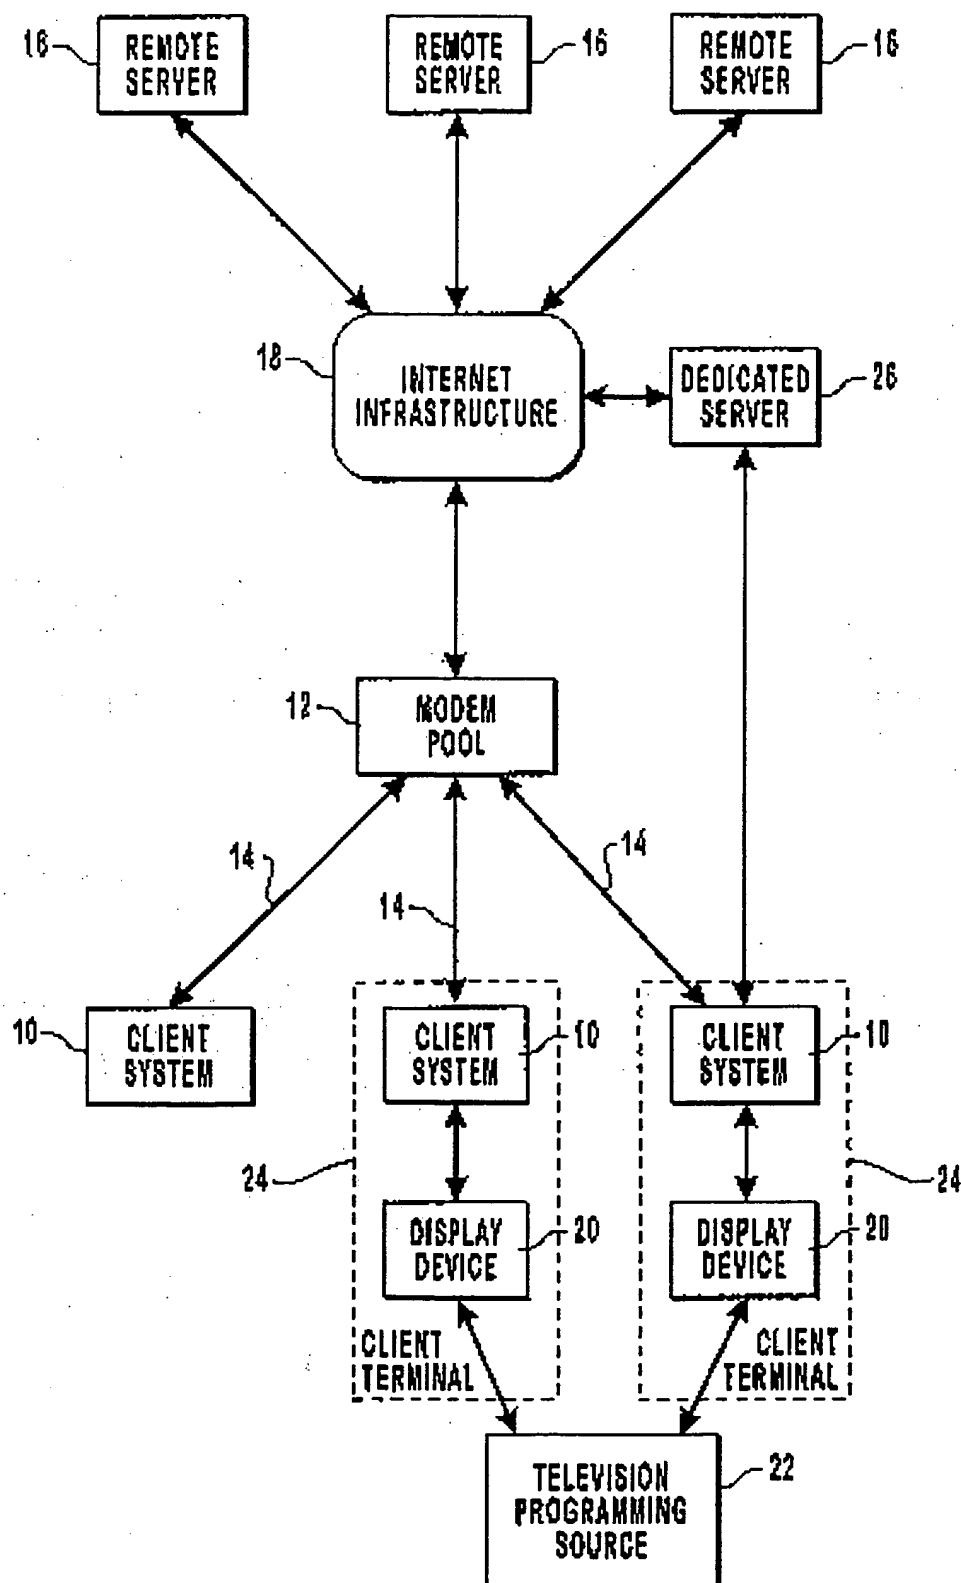 16
REMOTE
SERVER
REMOTE
SERVER
16
REMOTE
SERVER
16
18
INTERNET
INFRASTRUCTURE
DEDICATED
SERVER
26
12
MODEM
POOL
14
14
14
10
CLIENT
SYSTEM
CLIENT
SYSTEM
10
CLIENT
SYSTEM
10
24
24
DISPLAY
DEVICE
20
DISPLAY
DEVICE
20
CLIENT
TERMINAL
CLIENT
TERMINAL
TELEVISION
PROGRAMMING
SOURCE
22